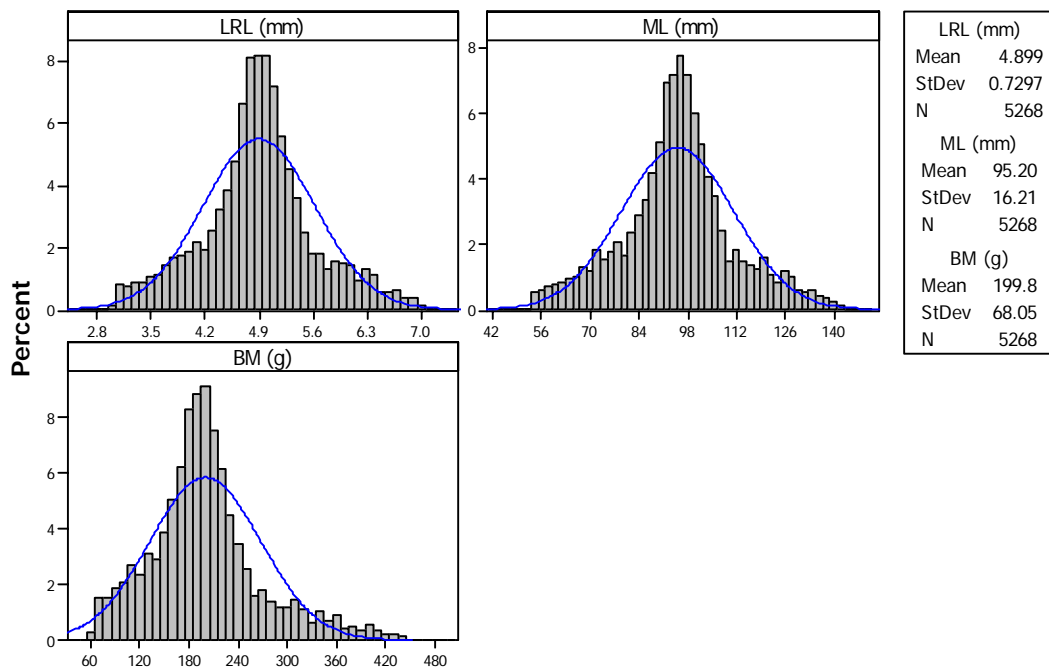 LRL (mm)
8
6
4
2
0
2.8 3.5 4.2 4.9 5.6 6.3 7.0
ML (mm)
8
6
4
2
0
42 56 70 84 98 112 126 140
LRL (mm)
Mean 4.899
StDev 0.7297
N 5268
ML (mm)
Mean 95.20
StDev 16.21
N 5268
BM (g)
Mean 199.8
StDev 68.05
N 5268
Percent
BM (g)
8
6
4
2
0
60 120 180 240 300 360 420 480